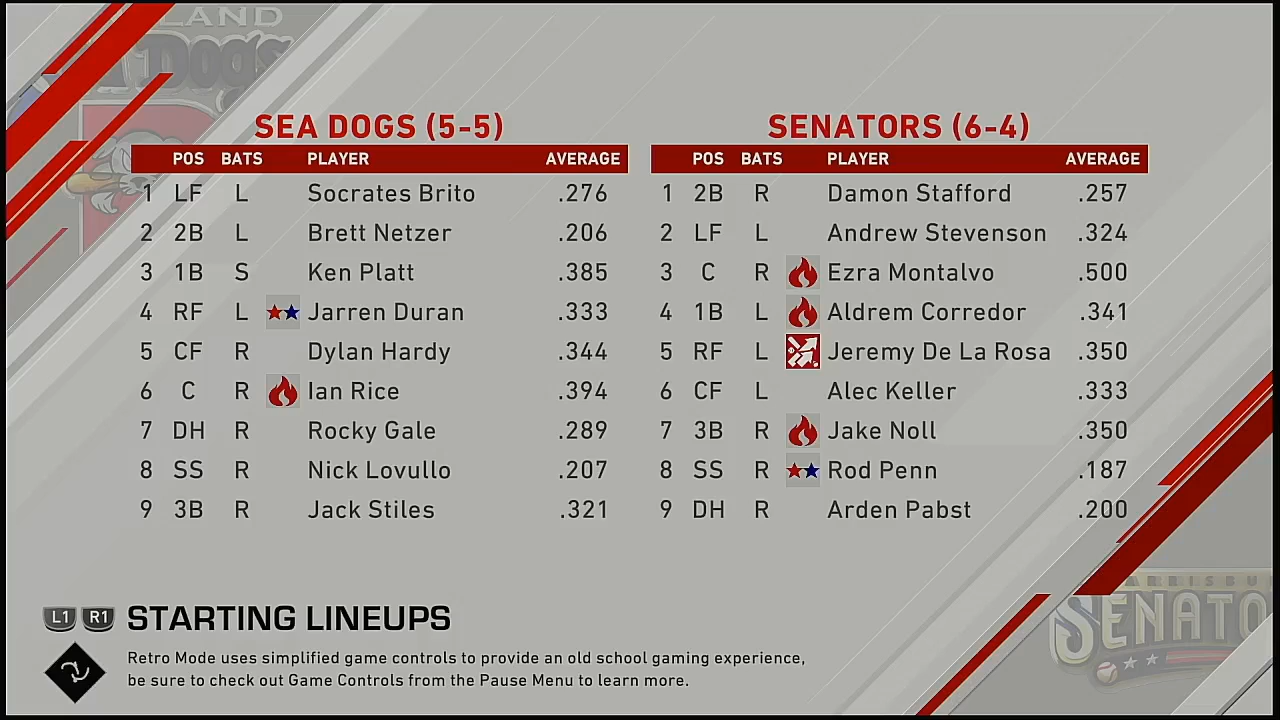 LAND
Dogs
SEA DOGS (5-5)
POS BATS PLAYER AVERAGE
1 LF L Socrates Brito .276
2 2B L Brett Netzer .206
3 1B S Ken Platt .385
4 RF L Jarren Duran .333
5 CF R Dylan Hardy .344
6 C R Ian Rice .394
7 DH R Rocky Gale .289
8 SS R Nick Lovullo .207
9 3B R Jack Stiles .321
SENATORS (6-4)
POS BATS PLAYER AVERAGE
1 2B R Damon Stafford .257
2 LF L Andrew Stevenson .324
3 C R Ezra Montalvo .500
4 1B L Aldrem Corredor .341
5 RF L Jeremy De La Rosa .350
6 CF L Alec Keller .333
7 3B R Jake Noll .350
8 SS R Rod Penn .187
9 DH R Arden Pabst .200
L1 R1 STARTING LINEUPS
Retro Mode uses simplified game controls to provide an old school gaming experience,
be sure to check out Game Controls from the Pause Menu to learn more.
ARRISBU
SENATO